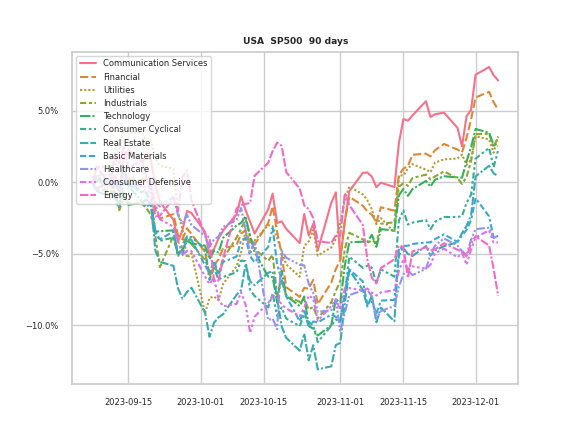 USA SP500 90 days
Communication Services
Financial
Utilities
Industrials
Technology
Consumer Cyclical
Real Estate
Basic Materials
Healthcare
Consumer Defensive
Energy
5.0%
0.0%
−5.0%
−10.0%
2023-09-15 2023-10-01 2023-10-15 2023-11-01 2023-11-15 2023-12-01